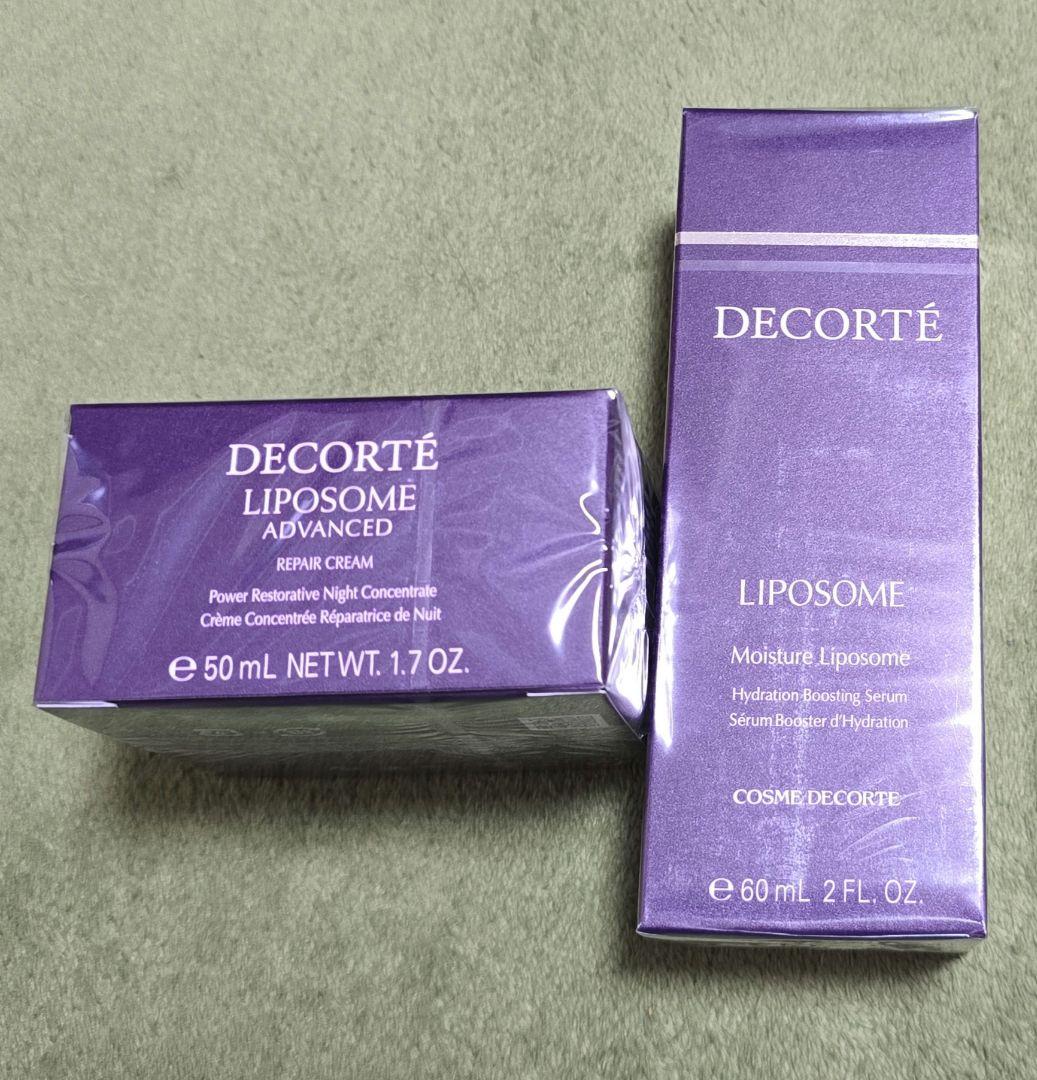 DECORTÉ
LIPOSOME
ADVANCED
REPAIR CREAM
Power Restorative Night Concentrate
Crème Concentrée Réparatrice de Nuit
℮ 50 mL NET WT. 1.7 OZ.
DECORTÉ
LIPOSOME
Moisture Liposome
Hydration Boosting Serum
Sérum Booster d'Hydration
COSME DECORTE
℮ 60 mL 2 FL. OZ.